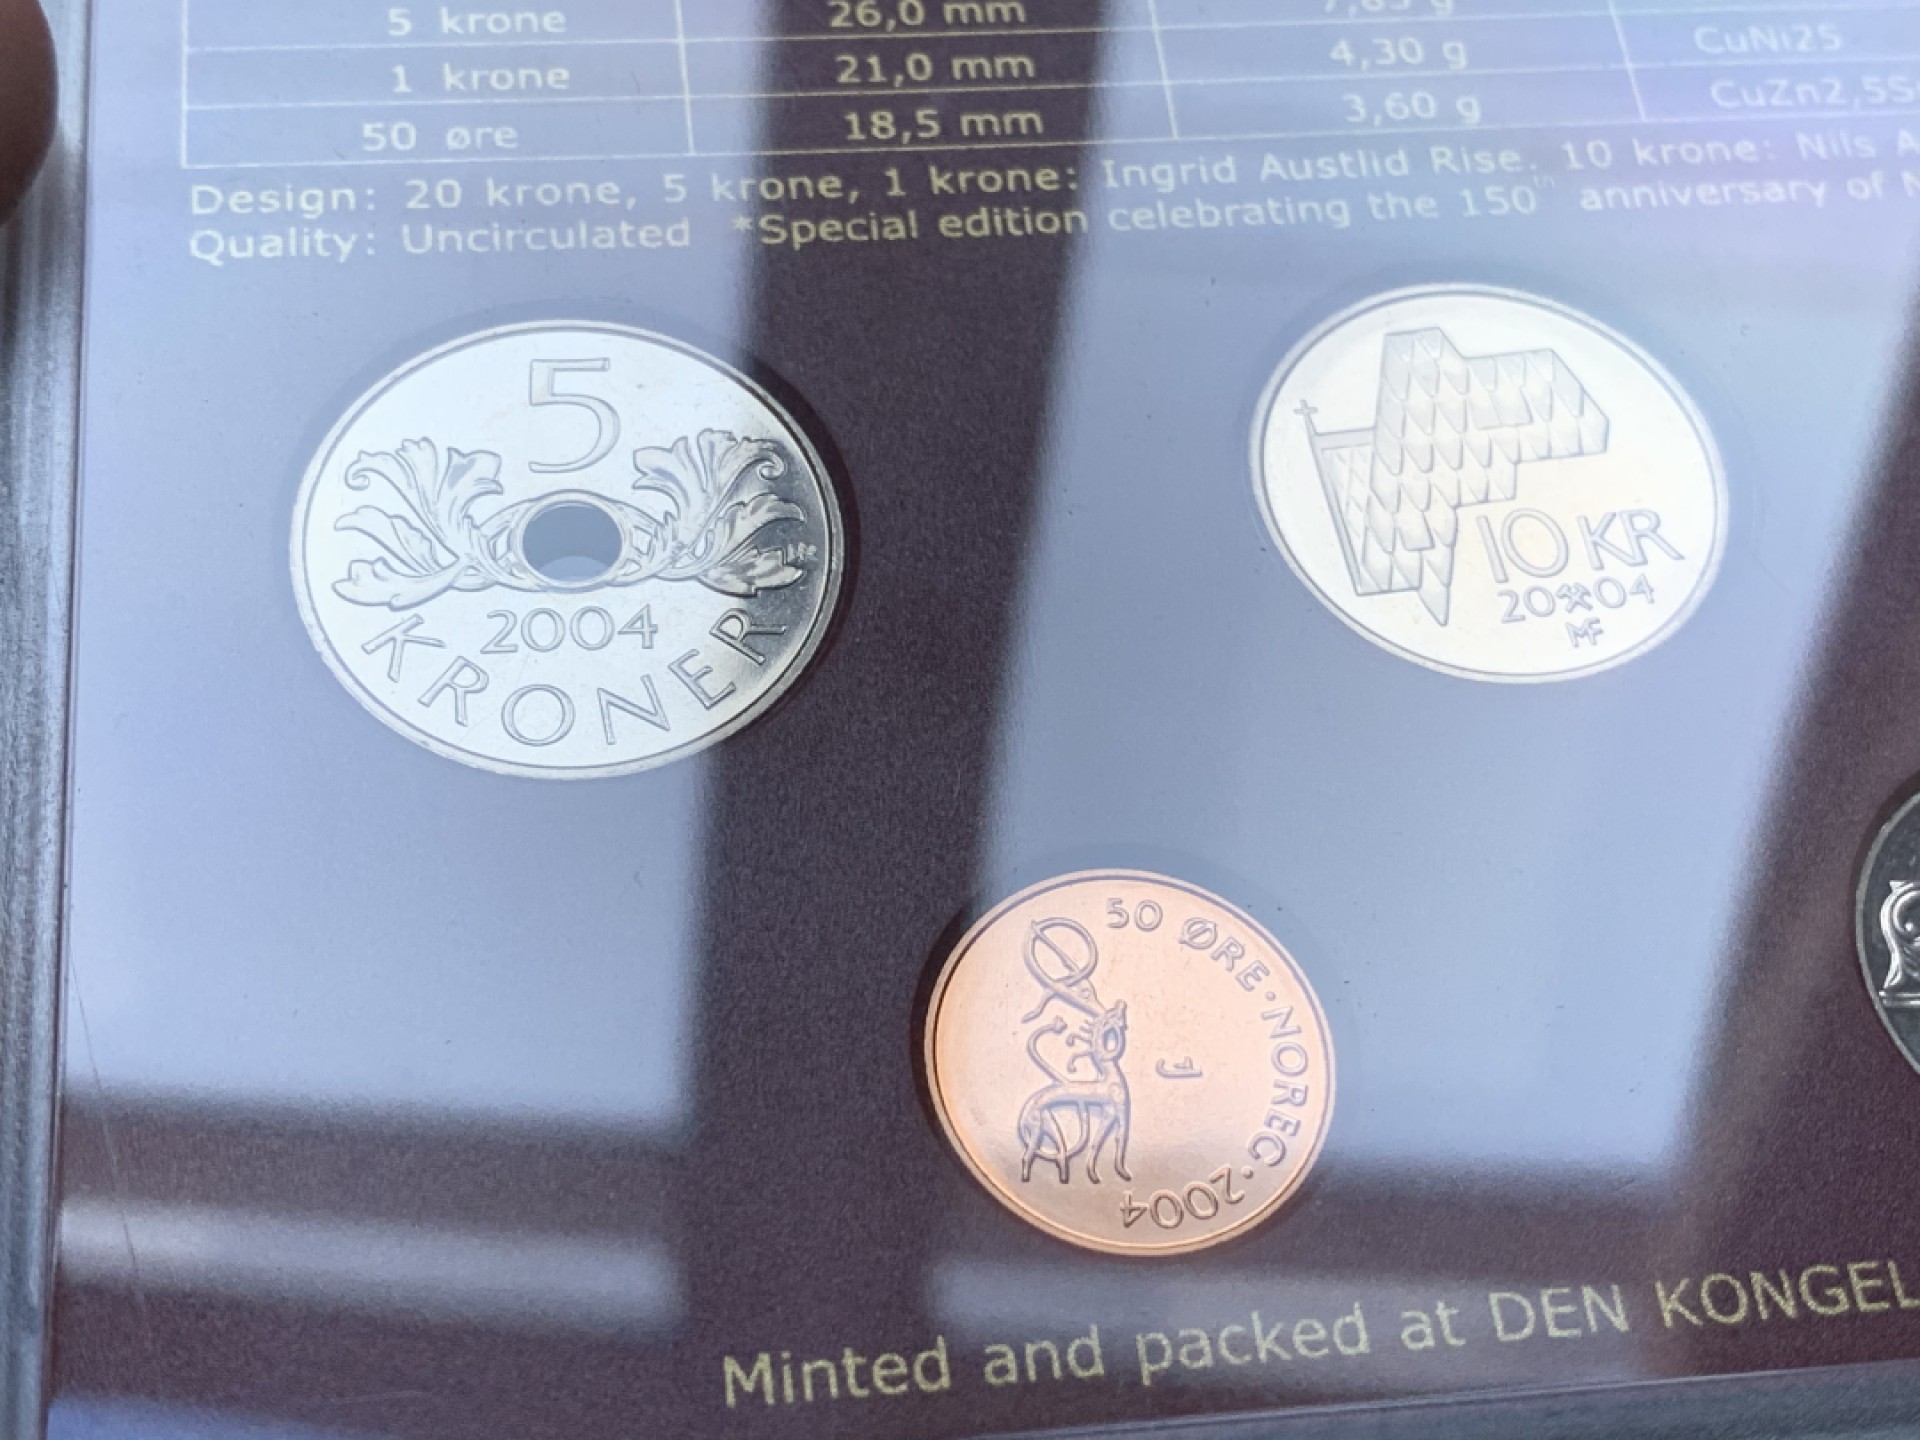 5 krone 26,0 mm
1 krone 21,0 mm 4,30 g CuNi25
50 øre 18,5 mm 3,60 g
Design: 20 krone, 5 krone, 1 krone: Ingrid Austlid Rise. 10 krone: Nils
Quality: Uncirculated *Special edition celebrating the 150th anniversary of
5
2004
KRONER
10 KR
20⚒04
MF
50 ØRE·NOREG·2004
J
Minted and packed at DEN KONGEL